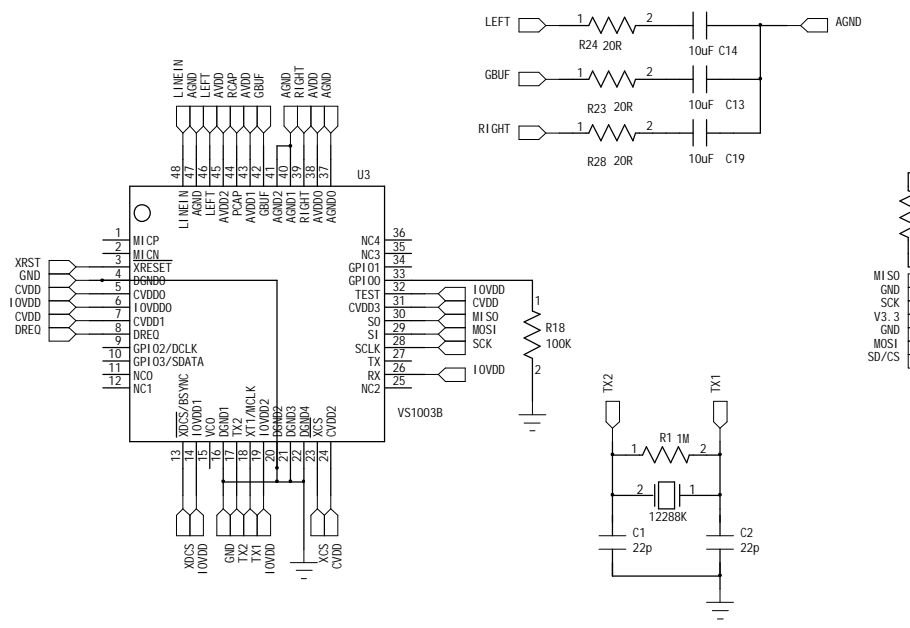 LEFT
1
2
R24 20R
10uF C14
AGND
GBUF
1
2
R23 20R
10uF C13
RIGHT
1
2
R28 20R
10uF C19
LINEIN
AGND
LEFT
AVDD
RCAP
AVDD
GBUF
AGND
RIGHT
AVDD
AGND
48
47
46
45
44
43
42
41
40
39
38
37
U3
LINEIN
AGND
LEFT
AVDD2
PCAP
AVDD1
GBUF
AGND2
AGND1
RIGHT
AVDD0
AGND0
XRST
GND
CVDD
IOVDD
CVDD
DREQ
1 MICP
2 MICN
3 XRESET
4 DGND0
5 CVDD0
6 IOVDD0
7 CVDD1
8 DREQ
9 GPIO2/DCLK
10 GPIO3/SDATA
11 NC0
12 NC1
NC4 36
NC3 35
GPIO1 34
GPIO0 33
TEST 32 IOVDD
CVDD3 31 CVDD
SO 30 MISO
SI 29 MOSI
SCLK 28 SCK
TX 27
RX 26 IOVDD
NC2 25
1
R18
100K
2
XDCS/BSYNC
IOVDD1
VCO
DGND1
TX2
XT1/MCLK
IOVDD2
DGND2
DGND3
DGND4
XCS
CVDD2
VS1003B
13
14
15
16
17
18
19
20
21
22
23
24
XDCS
IOVDD
GND
TX2
TX1
IOVDD
XCS
CVDD
MISO
GND
SCK
V3.3
GND
MOSI
SD/CS
TX2
TX1
1
R1 1M
2
2
1
12288K
C1
22p
C2
22p